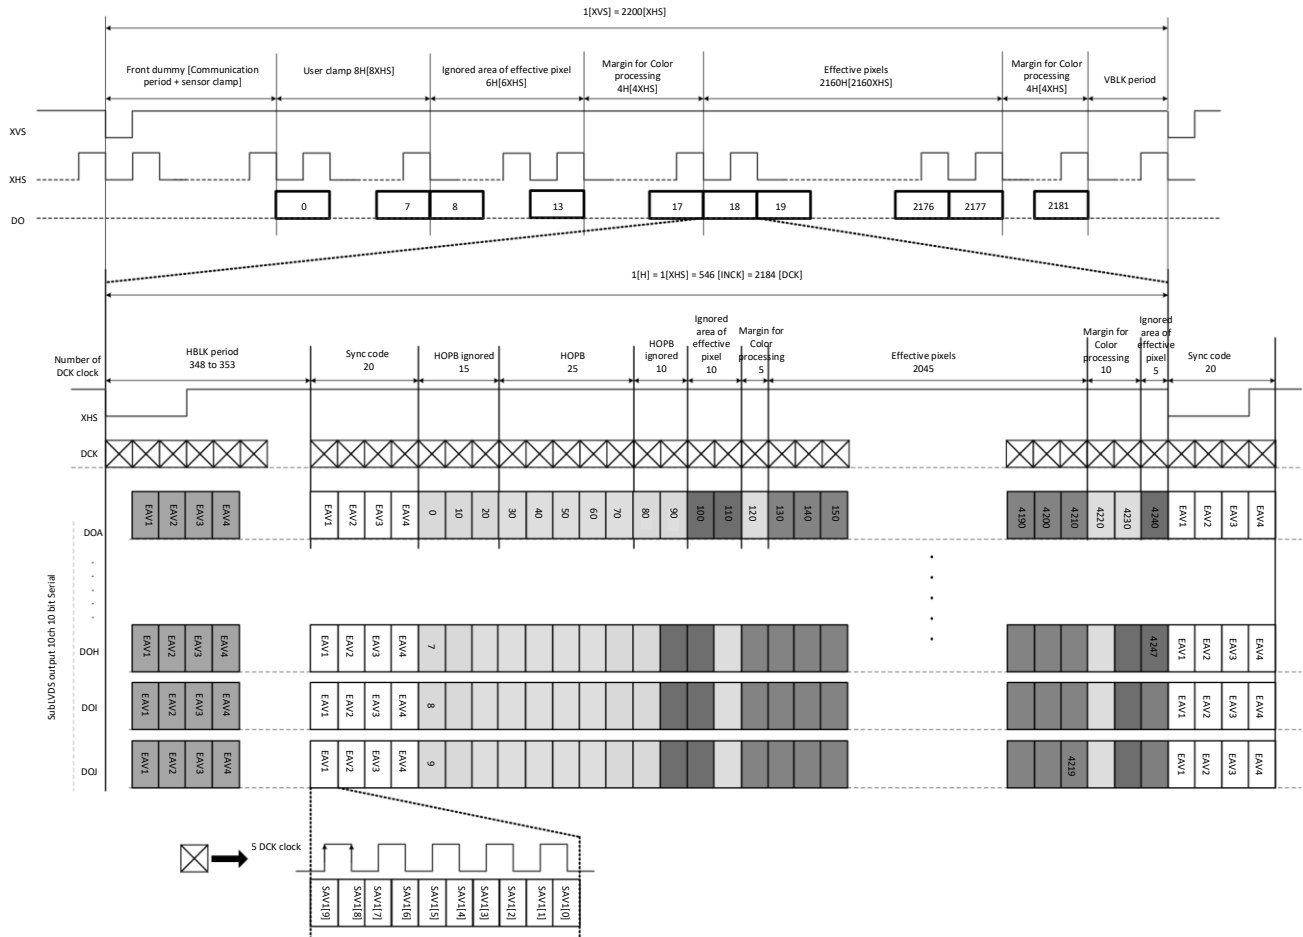 1[XVS] = 2200[XHS]
Front dummy [Communication
period + sensor clamp]
User clamp 8H[8XHS]
Ignored area of effective pixel
6H[6XHS]
Margin for Color
processing
4H[4XHS]
Effective pixels
2160H[2160XHS]
Margin for Color
processing
4H[4XHS]
VBLK period
XVS
XHS
DO
0
7
8
13
17
18
19
2176
2177
2181
1[H] = 1[XHS] = 546 [INCK] = 2184 [DCK]
Number of
DCK clock
HBLK period
348 to 353
Sync code
20
HOPB ignored
15
HOPB
25
HOPB
ignored
10
Ignored
area of
effective
pixel
10
Margin for
Color
processing
5
Effective pixels
2045
Margin for
Color
processing
10
Ignored
area of
effective
pixel
5
Sync code
20
XHS
DCK
DOA
EAV1 EAV2 EAV3 EAV4
EAV1 EAV2 EAV3 EAV4
0 10 20 30 40 50 60 70 80 90 100 110 120 130 140 150
4190 4200 4210 4220 4230 4240
EAV1 EAV2 EAV3 EAV4
SubLVDS output 10ch 10 bit Serial
DOH
EAV1 EAV2 EAV3 EAV4
EAV1 EAV2 EAV3 EAV4
7
4247
EAV1 EAV2 EAV3 EAV4
DOI
EAV1 EAV2 EAV3 EAV4
EAV1 EAV2 EAV3 EAV4
8
EAV1 EAV2 EAV3 EAV4
DOJ
EAV1 EAV2 EAV3 EAV4
EAV1 EAV2 EAV3 EAV4
9
4219
EAV1 EAV2 EAV3 EAV4
5 DCK clock
SAV1[9] SAV1[8] SAV1[7] SAV1[6] SAV1[5] SAV1[4] SAV1[3] SAV1[2] SAV1[1] SAV1[0]